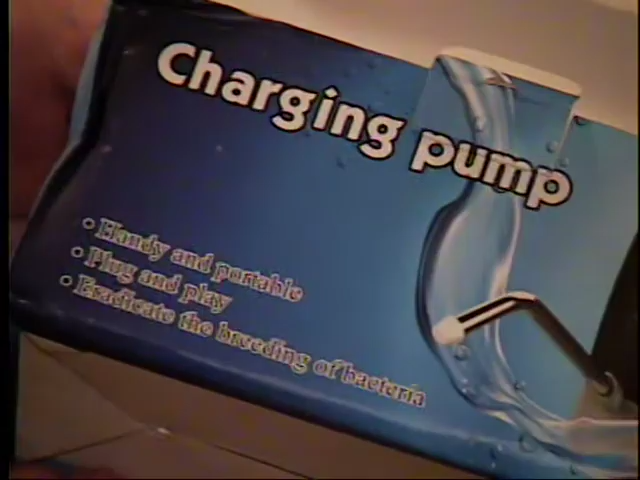 Charging pump
• Handy and portable
• Plug and play
• Eradicate the breeding of bacteria